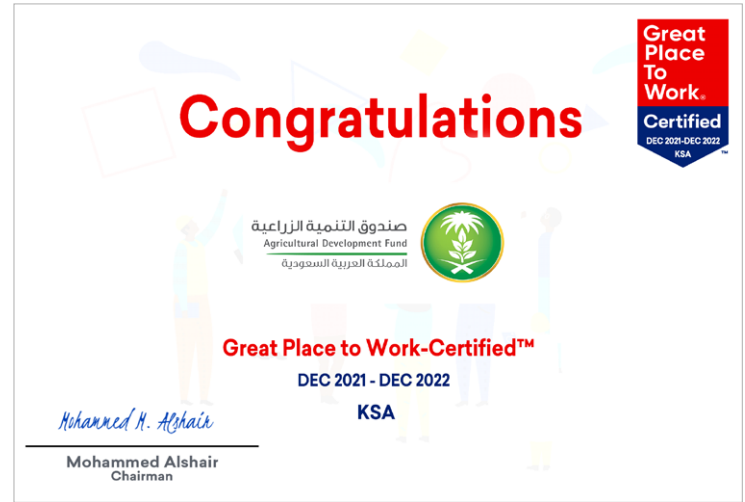 Great
Place
To
Work®
Certified
DEC 2021-DEC 2022
KSA
™
Congratulations
صندوق التنمية الزراعية
Agricultural Development Fund
المملكة العربية السعودية
Great Place to Work-Certified™
DEC 2021 - DEC 2022
KSA
Mohammed M. Alshair
Mohammed Alshair
Chairman